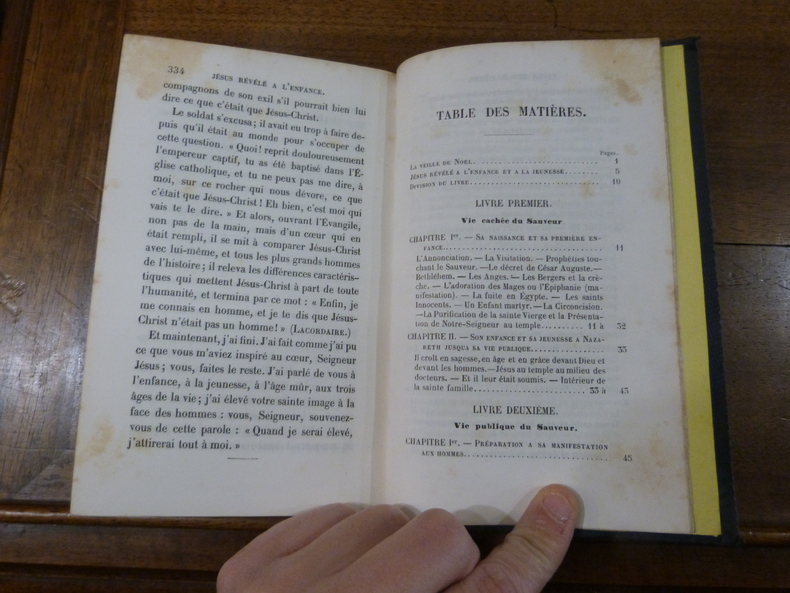 334
JÉSUS RÉVÉLÉ A L'ENFANCE.
compagnons de son exil s'il pourrait bien lui
dire ce que c'était que Jésus-Christ.
Le soldat s'excusa; il avait eu trop à faire de-
puis qu'il était au monde pour s'occuper de
cette question. « Quoi! reprit douloureusement
l'empereur captif, tu as été baptisé dans l'É-
glise catholique, et tu ne peux pas me dire, à
moi, sur ce rocher qui nous dévore, ce que
c'était que Jésus-Christ! Eh bien, c'est moi qui
vais te le dire. » Et alors, ouvrant l'Évangile,
non pas de la main, mais d'un cœur qui en
était rempli, il se mit à comparer Jésus-Christ
avec lui-même, et tous les plus grands hommes
de l'histoire; il releva les différences caractéris-
tiques qui mettent Jésus-Christ à part de toute
l'humanité, et termina par ce mot : « Enfin, je
me connais en homme, et je te dis que Jésus-
Christ n'était pas un homme! » (LACORDAIRE.)
Et maintenant, j'ai fini. J'ai fait comme j'ai pu
ce que vous m'aviez inspiré au cœur, Seigneur
Jésus; vous, faites le reste. J'ai parlé de vous à
l'enfance, à la jeunesse, à l'âge mûr, aux trois
âges de la vie; j'ai élevé votre sainte image à la
face des hommes : vous, Seigneur, souvenez-
vous de cette parole : « Quand je serai élevé,
j'attirerai tout à moi. »
TABLE DES MATIÈRES.
Pages.
LA VEILLE DE NOEL. 1
JÉSUS RÉVÉLÉ A L'ENFANCE ET A LA JEUNESSE. 5
DIVISION DU LIVRE. 10
LIVRE PREMIER.
Vie cachée du Sauveur
CHAPITRE Ier. — SA NAISSANCE ET SA PREMIÈRE EN-
FANCE. 11
L'Annonciation. — La Visitation. — Prophéties tou-
chant le Sauveur. — Le décret de César Auguste. —
Bethléhem. — Les Anges. — Les Bergers et la crè-
che. — L'adoration des Mages ou l'Épiphanie (ma-
nifestation). — La fuite en Égypte. — Les saints
Innocents. — Un Enfant martyr. — La Circoncision.
— La Purification de la sainte Vierge et la Présenta-
tion de Notre-Seigneur au temple. 11 à 32
CHAPITRE II. — SON ENFANCE ET SA JEUNESSE A NAZA-
RETH JUSQU'A SA VIE PUBLIQUE. 33
Il croît en sagesse, en âge et en grâce devant Dieu et
devant les hommes. — Jésus au temple au milieu des
docteurs. — Et il leur était soumis. — Intérieur de
la sainte famille. 33 à 43
LIVRE DEUXIÈME.
Vie publique du Sauveur.
CHAPITRE Ier. — PRÉPARATION A SA MANIFESTATION
AUX HOMMES. 45